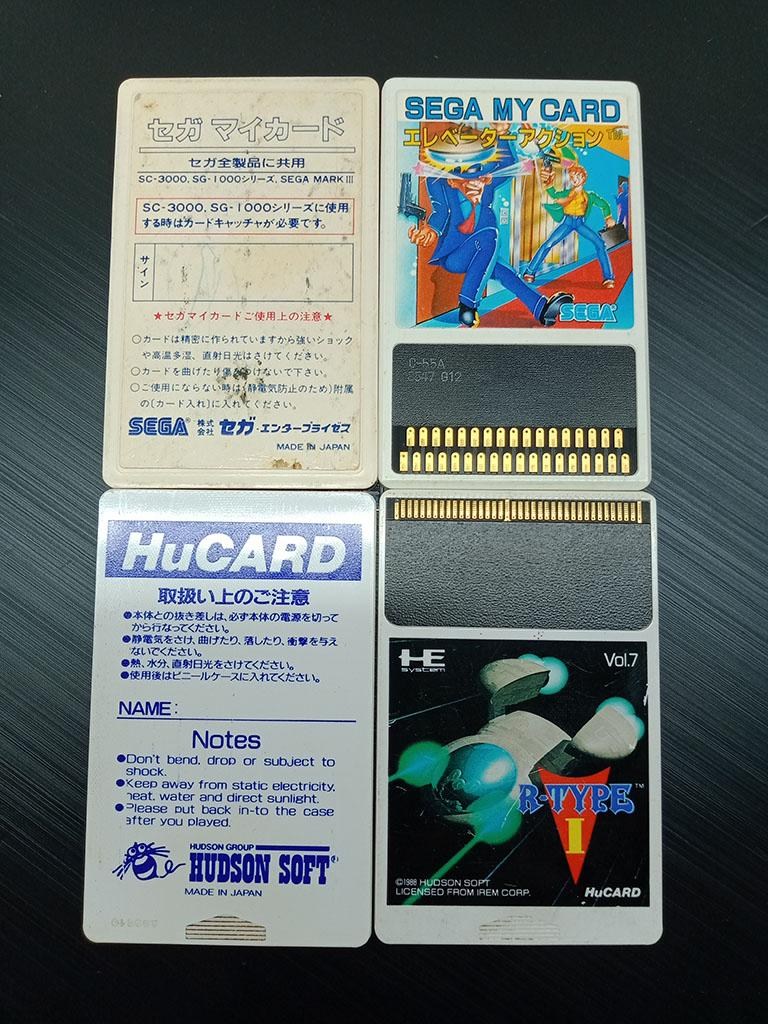 セガ マイカード
セガ全製品に共用
SC-3000, SG-1000シリーズ, SEGA MARKⅢ
SC-3000, SG-1000シリーズに使用
する時はカードキャッチャが必要です。
サイン
★セガマイカードご使用上の注意★
○カードは精密に作られていますから強いショック
や高温多湿、直射日光はさけてください。
○カードを曲げたり傷をつけないで下さい。
○ご使用にならない時は(静電気防止のため)附属
の(カード入れ)に入れてください。
SEGA® 株式会社 セガ・エンタープライゼス
MADE IN JAPAN
SEGA MY CARD
エレベーターアクション™
SEGA®
C-55A
G12
HuCARD
取扱い上のご注意
●本体との抜き差しは、必ず本体の電源を切って
から行なってください。
●静電気をさけ、曲げたり、落したり、衝撃を与え
ないでください。
●熱、水分、直射日光をさけてください。
●使用後はビニールケースに入れてください。
NAME:
Notes
●Don't bend, drop or subject to
shock.
●Keep away from static electricity,
heat, water and direct sunlight.
●Please put back in-to the case
after you played.
HUDSON GROUP
HUDSON SOFT®
MADE IN JAPAN
HE
system
Vol.7
R-TYPE™
I
©1988 HUDSON SOFT
LICENSED FROM IREM CORP.
HuCARD